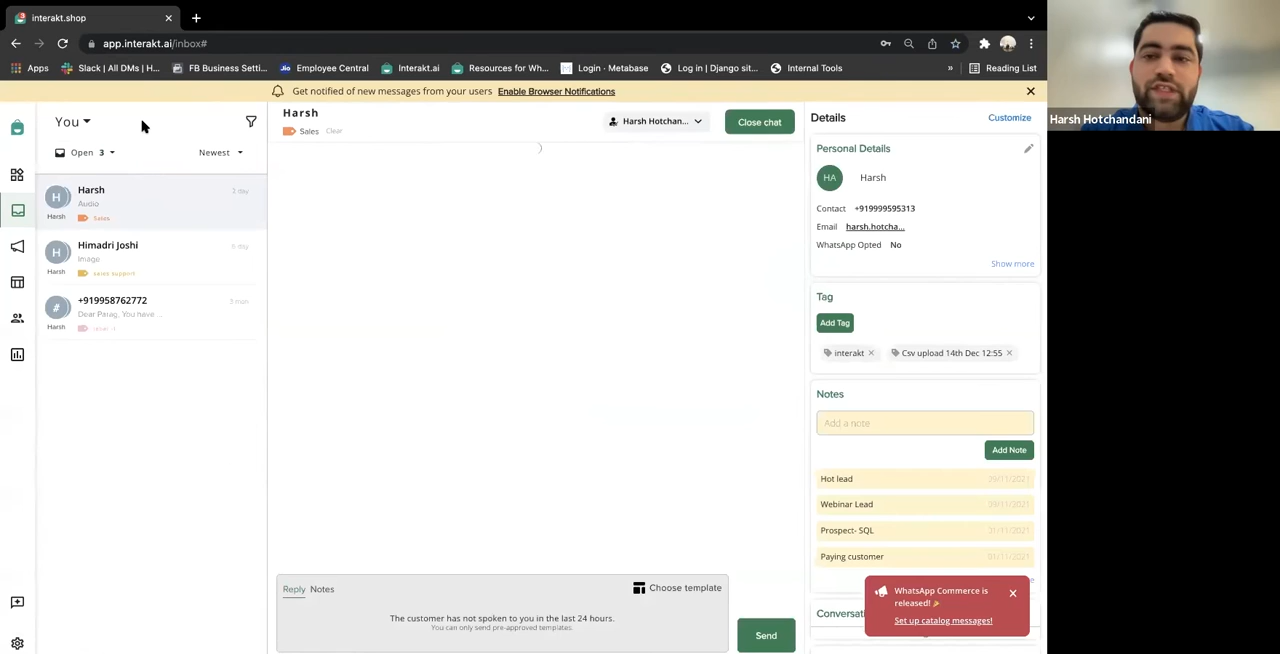 interakt.shop
app.interakt.ai/inbox#
Apps
Slack | All DMs | H...
FB Business Setti...
Employee Central
Interakt.ai
Resources for Wh...
Login · Metabase
Log in | Django sit...
Internal Tools
»
Reading List
Get notified of new messages from your users Enable Browser Notifications
You
Open 3
Newest
Harsh
2 day
Audio
Harsh
Sales
Himadri Joshi
Image
Harsh
sales support
+919958762772
3 mon
Dear Parag, You have ...
Harsh
Harsh
Sales Clear
Harsh Hotchan...
Close chat
Reply Notes
Choose template
The customer has not spoken to you in the last 24 hours.
You can only send pre-approved templates.
Send
Details
Customize
Personal Details
HA
Harsh
Contact +919999595313
Email harsh.hotcha...
WhatsApp Opted No
Show more
Tag
Add Tag
interakt
Csv upload 14th Dec 12:55
Notes
Add a note
Add Note
Hot lead
Webinar Lead
Prospect- SQL
Paying customer
WhatsApp Commerce is
released!
Set up catalog messages!
Harsh Hotchandani